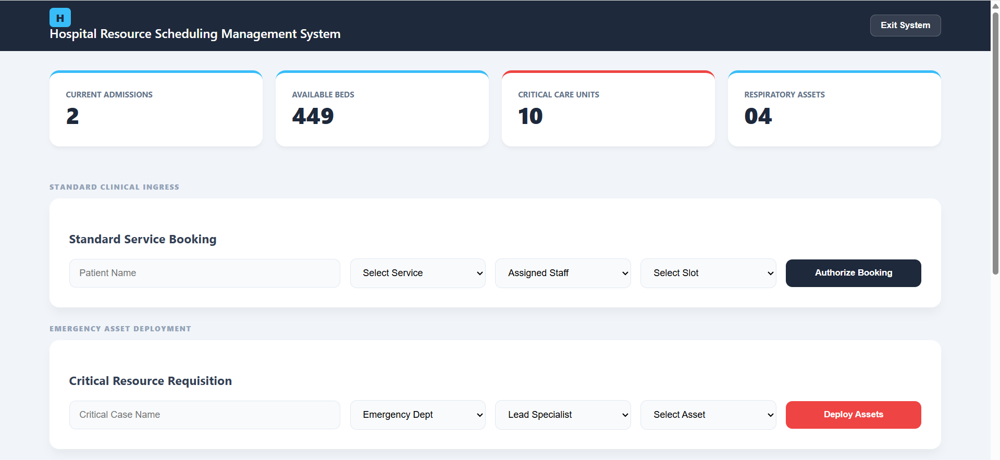 H
Hospital Resource Scheduling Management System
Exit System
CURRENT ADMISSIONS
2
AVAILABLE BEDS
449
CRITICAL CARE UNITS
10
RESPIRATORY ASSETS
04
STANDARD CLINICAL INGRESS
Standard Service Booking
Patient Name
Select Service
Assigned Staff
Select Slot
Authorize Booking
EMERGENCY ASSET DEPLOYMENT
Critical Resource Requisition
Critical Case Name
Emergency Dept
Lead Specialist
Select Asset
Deploy Assets